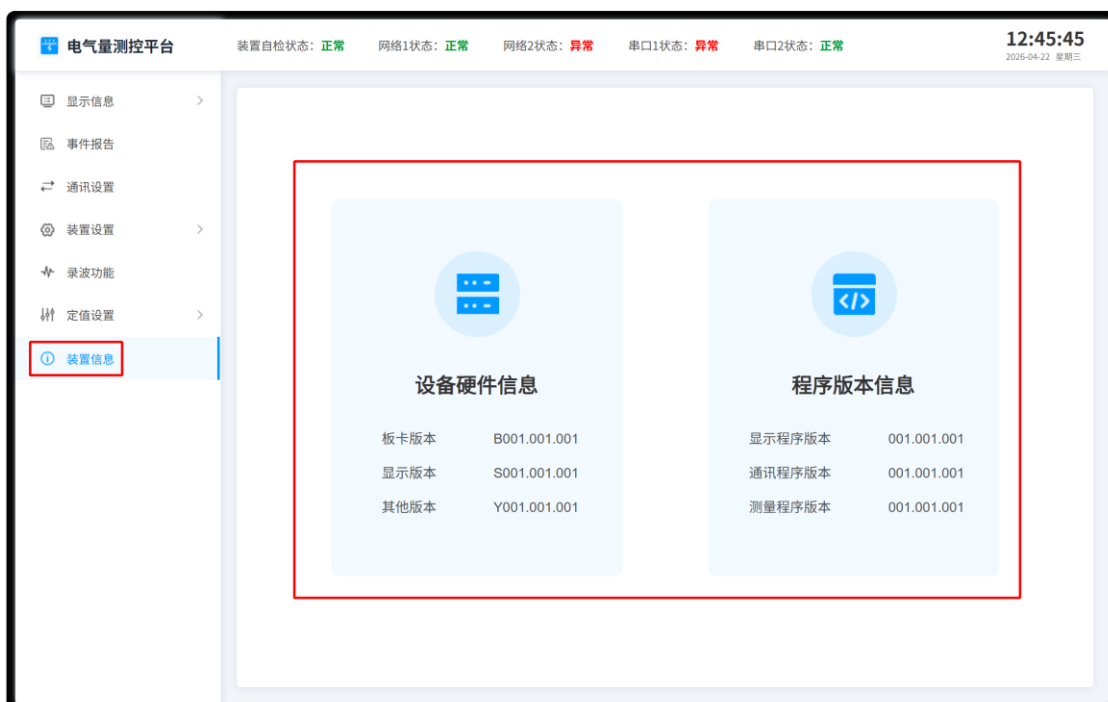 电气量测控平台 装置自检状态: 正常 网络1状态: 正常 网络2状态: 异常 串口1状态: 异常 串口2状态: 正常 12:45:45
2026-04-22 星期三
显示信息
事件报告
通讯设置
装置设置
录波功能
定值设置
装置信息
设备硬件信息
板卡版本 B001.001.001
显示版本 S001.001.001
其他版本 Y001.001.001
</>
程序版本信息
显示程序版本 001.001.001
通讯程序版本 001.001.001
测量程序版本 001.001.001